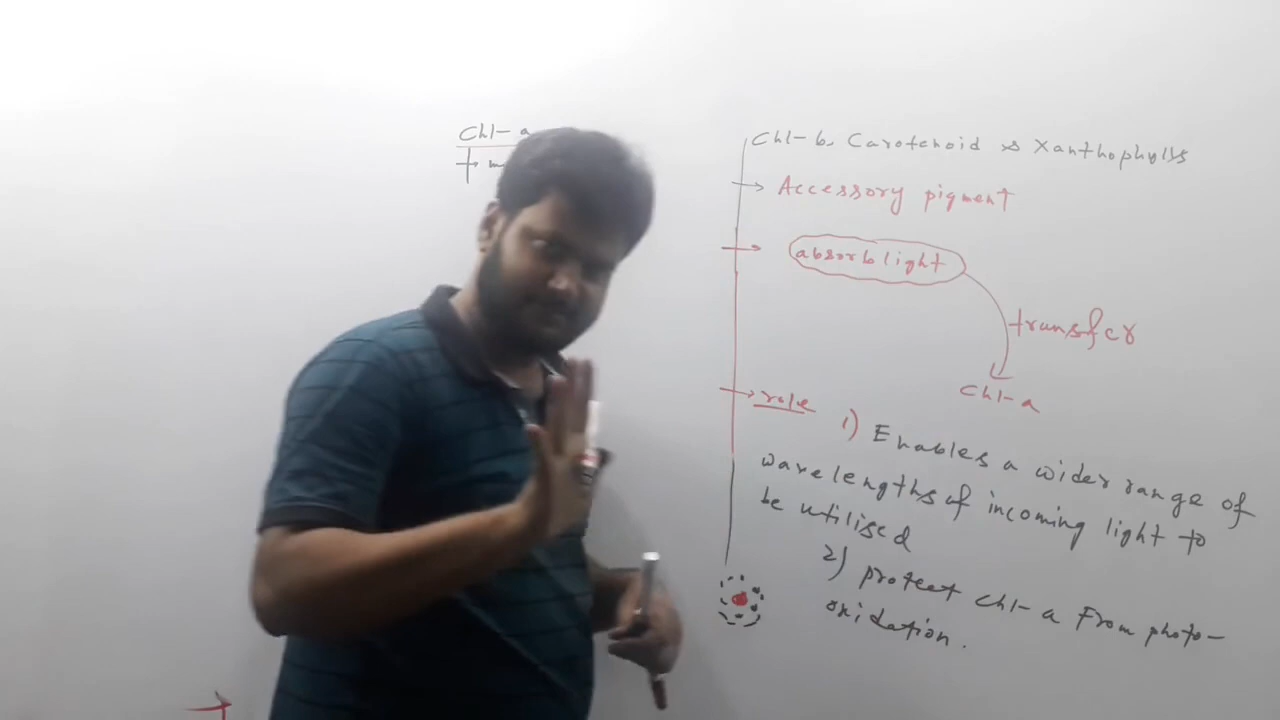 Chl- a
Chl- b, Carotenoid & Xanthophylls
Accessory pigment
absorb light
transfer
Chl- a
role 1) Enables a wider range of
wavelengths of incoming light to
be utilised
2) protect Chl- a From photo-
oxidation.